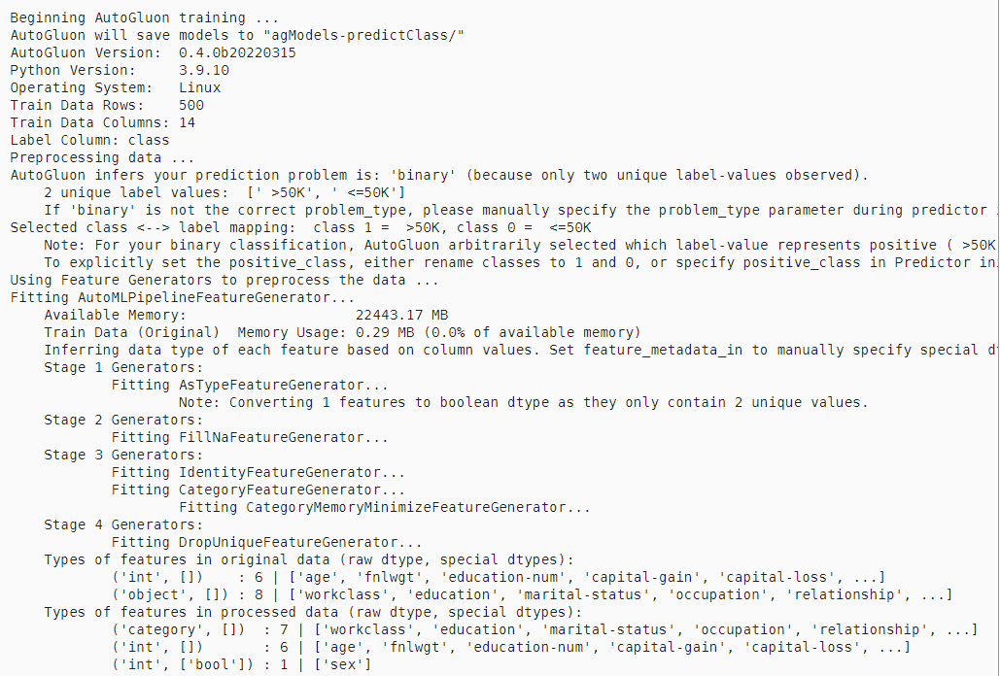 Beginning AutoGluon training ...
AutoGluon will save models to "agModels-predictClass/"
AutoGluon Version:  0.4.0b20220315
Python Version:     3.9.10
Operating System:   Linux
Train Data Rows:    500
Train Data Columns: 14
Label Column: class
Preprocessing data ...
AutoGluon infers your prediction problem is: 'binary' (because only two unique label-values observed).
    2 unique label values:  [' >50K', ' <=50K']
    If 'binary' is not the correct problem_type, please manually specify the problem_type parameter during predictor
Selected class <--> label mapping:  class 1 =  >50K, class 0 =  <=50K
    Note: For your binary classification, AutoGluon arbitrarily selected which label-value represents positive ( >50K
    To explicitly set the positive_class, either rename classes to 1 and 0, or specify positive_class in Predictor in
Using Feature Generators to preprocess the data ...
Fitting AutoMLPipelineFeatureGenerator...
    Available Memory:                    22443.17 MB
    Train Data (Original)  Memory Usage: 0.29 MB (0.0% of available memory)
    Inferring data type of each feature based on column values. Set feature_metadata_in to manually specify special d
    Stage 1 Generators:
            Fitting AsTypeFeatureGenerator...
                    Note: Converting 1 features to boolean dtype as they only contain 2 unique values.
    Stage 2 Generators:
            Fitting FillNaFeatureGenerator...
    Stage 3 Generators:
            Fitting IdentityFeatureGenerator...
            Fitting CategoryFeatureGenerator...
                    Fitting CategoryMemoryMinimizeFeatureGenerator...
    Stage 4 Generators:
            Fitting DropUniqueFeatureGenerator...
    Types of features in original data (raw dtype, special dtypes):
            ('int', [])    : 6 | ['age', 'fnlwgt', 'education-num', 'capital-gain', 'capital-loss', ...]
            ('object', []) : 8 | ['workclass', 'education', 'marital-status', 'occupation', 'relationship', ...]
    Types of features in processed data (raw dtype, special dtypes):
            ('category', [])  : 7 | ['workclass', 'education', 'marital-status', 'occupation', 'relationship', ...]
            ('int', [])       : 6 | ['age', 'fnlwgt', 'education-num', 'capital-gain', 'capital-loss', ...]
            ('int', ['bool']) : 1 | ['sex']